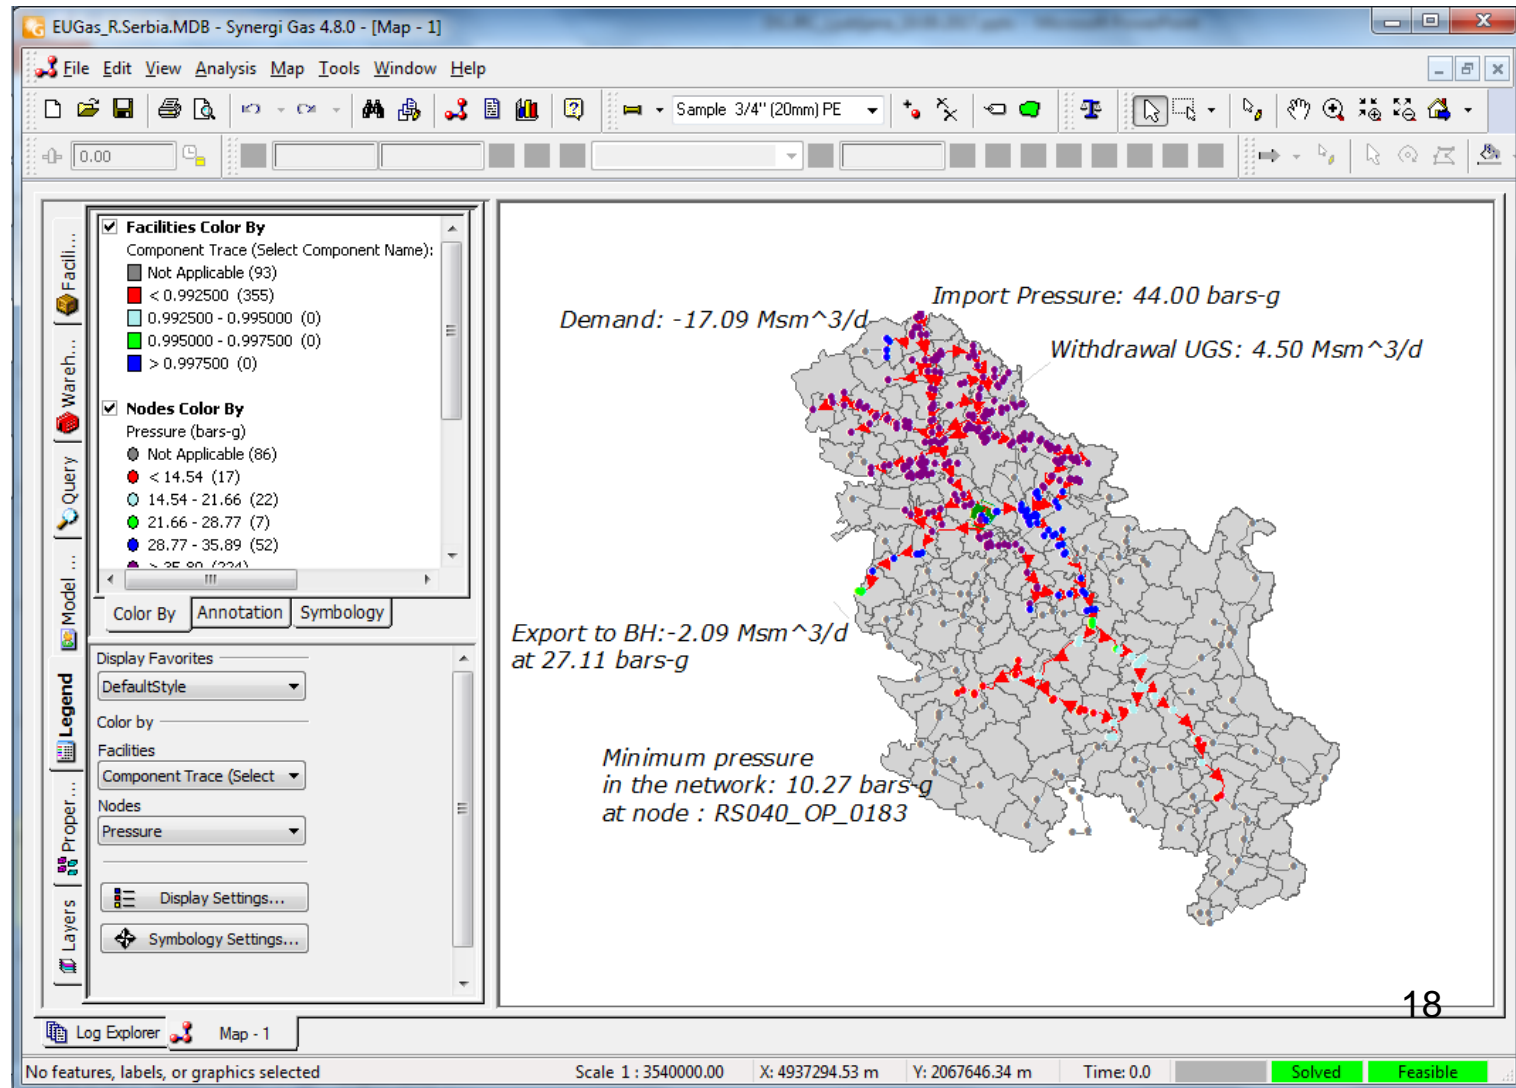 EUGas_R.Serbia.MDB - Synergi Gas 4.8.0 - [Map - 1]
File Edit View Analysis Map Tools Window Help
Sample 3/4" (20mm) PE
0.00
Facili...
Wareh...
Query
Model ...
Legend
Proper...
Layers
Facilities Color By
Component Trace (Select Component Name):
Not Applicable (93)
< 0.992500 (355)
0.992500 - 0.995000 (0)
0.995000 - 0.997500 (0)
> 0.997500 (0)
Nodes Color By
Pressure (bars-g)
Not Applicable (86)
< 14.54 (17)
14.54 - 21.66 (22)
21.66 - 28.77 (7)
28.77 - 35.89 (52)
> 35.89 (224)
Color By Annotation Symbology
Display Favorites
DefaultStyle
Color by
Facilities
Component Trace (Select
Nodes
Pressure
Display Settings...
Symbology Settings...
Import Pressure: 44.00 bars-g
Demand: -17.09 Msm^3/d
Withdrawal UGS: 4.50 Msm^3/d
Export to BH:-2.09 Msm^3/d
at 27.11 bars-g
Minimum pressure
in the network: 10.27 bars-g
at node : RS040_OP_0183
18
Log Explorer Map - 1
No features, labels, or graphics selected Scale 1 : 3540000.00 X: 4937294.53 m Y: 2067646.34 m Time: 0.0 Solved Feasible